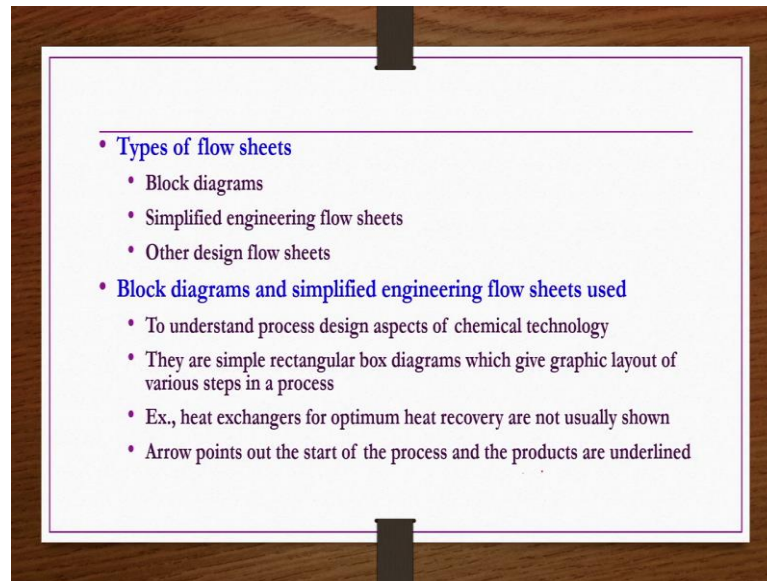 • Types of flow sheets
• Block diagrams
• Simplified engineering flow sheets
• Other design flow sheets
• Block diagrams and simplified engineering flow sheets used
• To understand process design aspects of chemical technology
• They are simple rectangular box diagrams which give graphic layout of
various steps in a process
• Ex., heat exchangers for optimum heat recovery are not usually shown
• Arrow points out the start of the process and the products are underlined